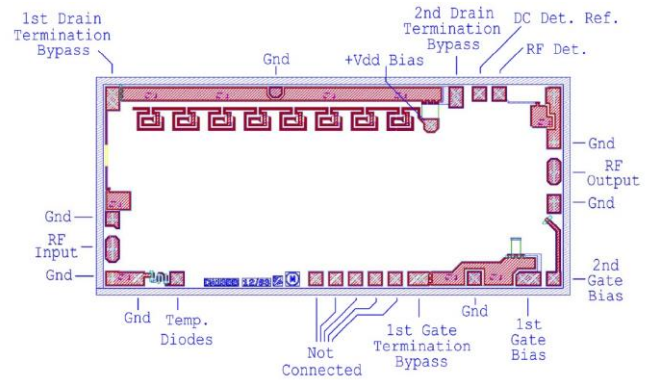 1st Drain
Termination
Bypass
Gnd
+Vdd Bias
2nd Drain
Termination
Bypass
DC Det. Ref.
RF Det.
Gnd
RF
Output
Gnd
Gnd
RF
Input
Gnd
2nd
Gate
Bias
Gnd
Temp.
Diodes
Not
Connected
1st Gate
Termination
Bypass
Gnd
1st
Gate
Bias